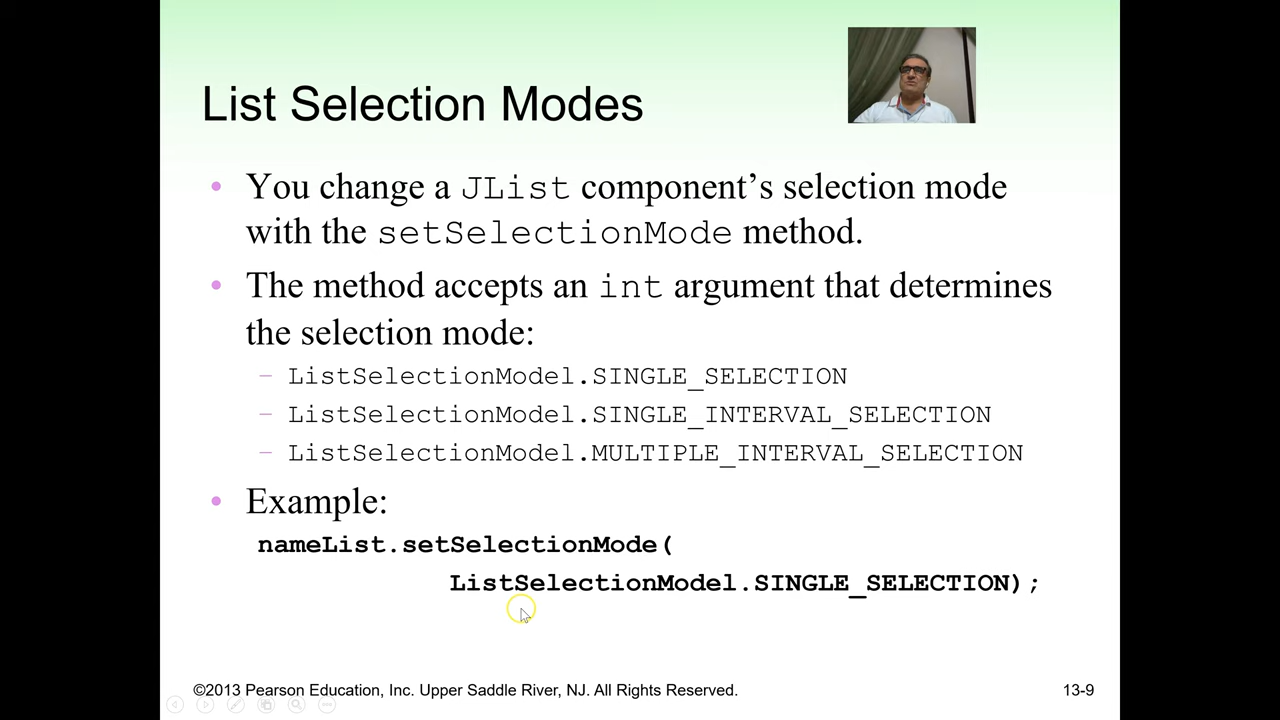 List Selection Modes
• You change a JList component’s selection mode
with the setSelectionMode method.
• The method accepts an int argument that determines
the selection mode:
– ListSelectionModel.SINGLE_SELECTION
– ListSelectionModel.SINGLE_INTERVAL_SELECTION
– ListSelectionModel.MULTIPLE_INTERVAL_SELECTION
• Example:
nameList.setSelectionMode(
ListSelectionModel.SINGLE_SELECTION);
©2013 Pearson Education, Inc. Upper Saddle River, NJ. All Rights Reserved.
13-9